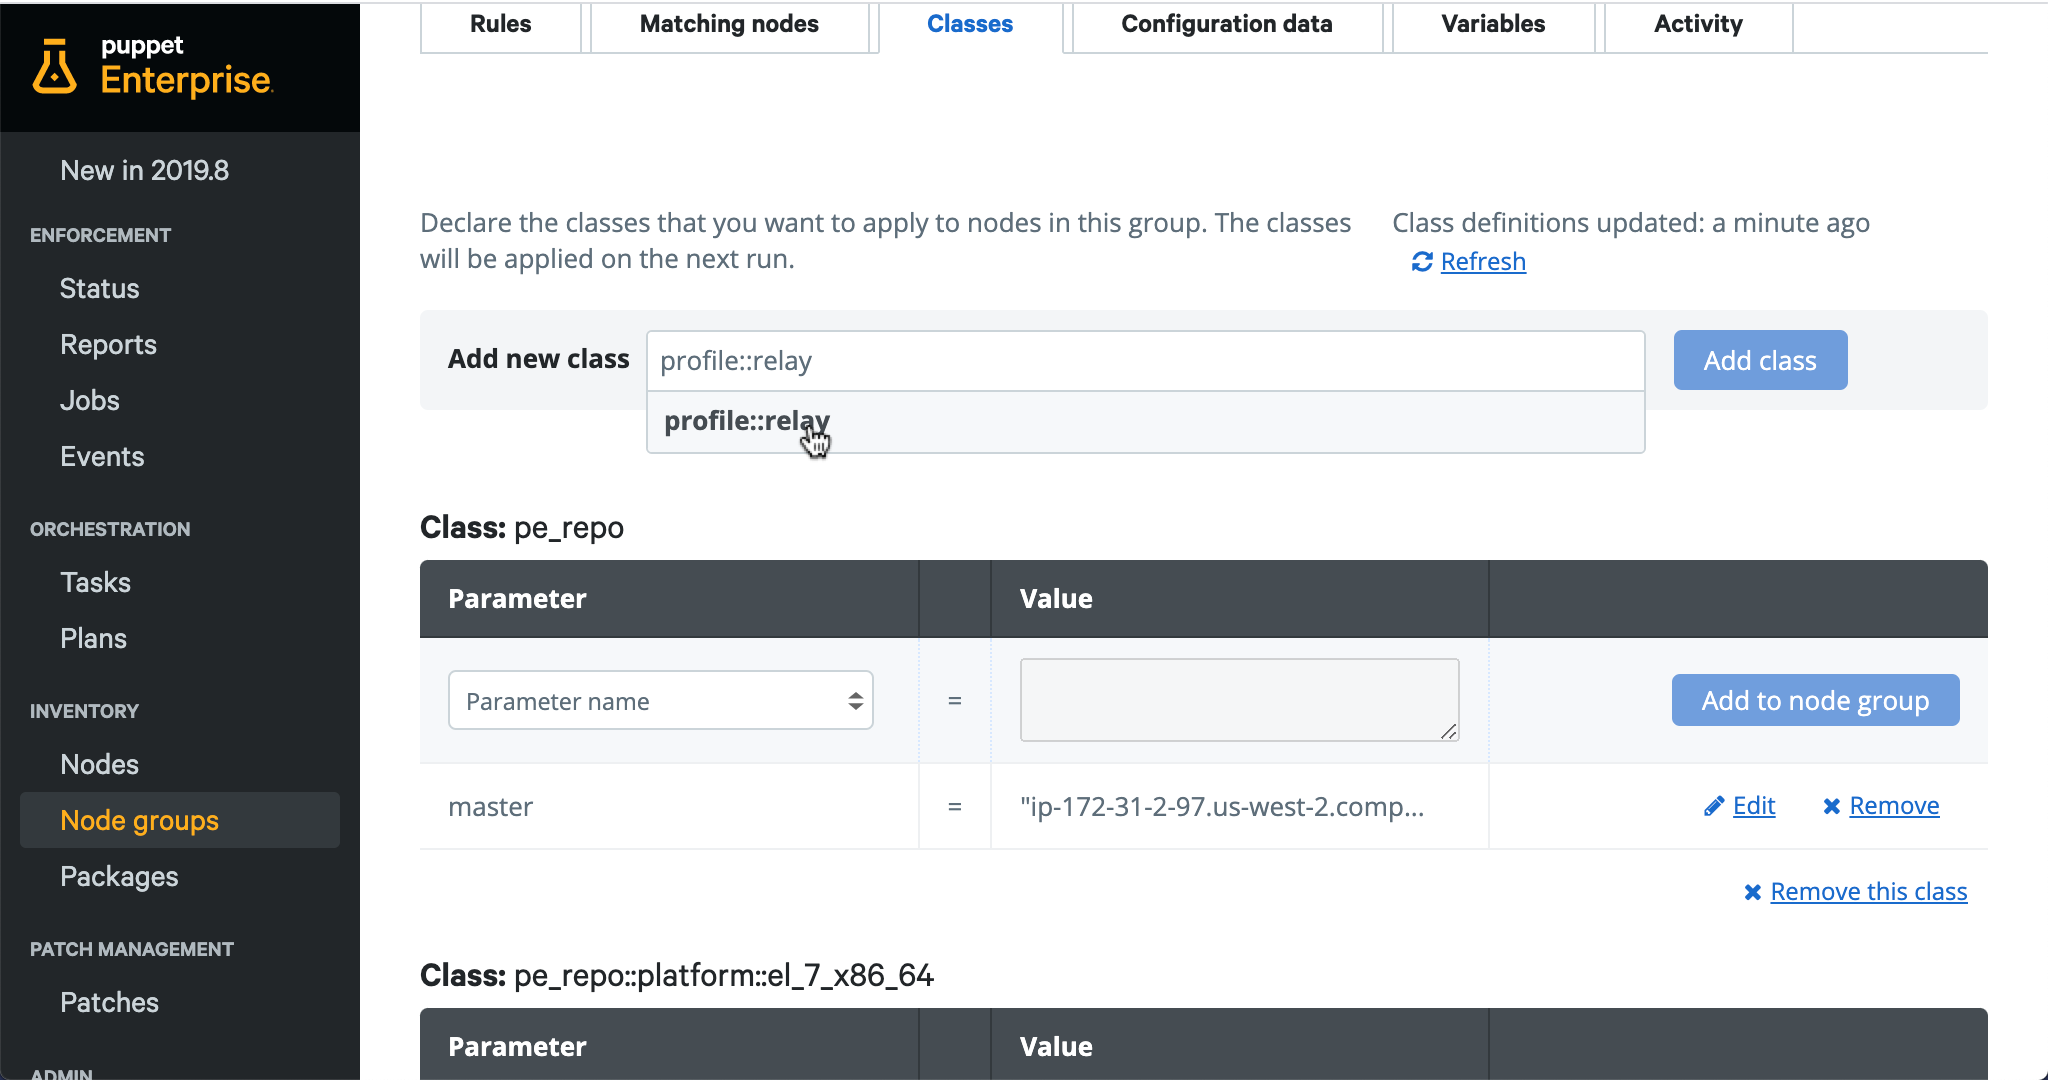 puppet
Enterprise
New in 2019.8
ENFORCEMENT
Status
Reports
Jobs
Events
ORCHESTRATION
Tasks
Plans
INVENTORY
Nodes
Node groups
Packages
PATCH MANAGEMENT
Patches
ADMIN
Rules Matching nodes Classes Configuration data Variables Activity
Declare the classes that you want to apply to nodes in this group. The classes
will be applied on the next run.
Class definitions updated: a minute ago
Refresh
Add new class profile::relay Add class
profile::relay
Class: pe_repo
Parameter Value
Parameter name = Add to node group
master = "ip-172-31-2-97.us-west-2.comp... Edit Remove
Remove this class
Class: pe_repo::platform::el_7_x86_64
Parameter Value